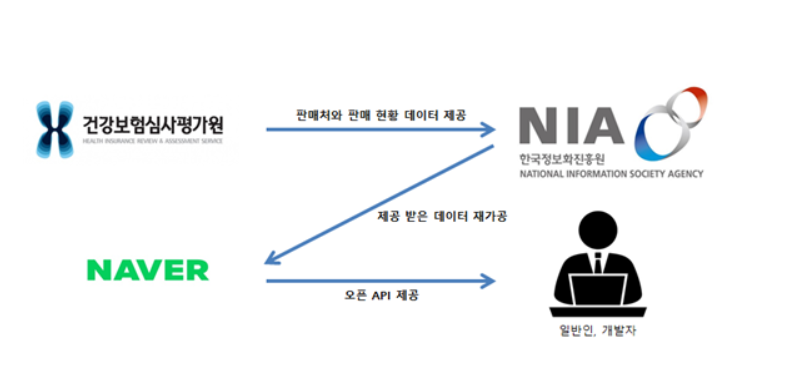 건강보험심사평가원
HEALTH INSURANCE REVIEW & ASSESSMENT SERVICE
판매처와 판매 현황 데이터 제공
NIA
한국정보화진흥원
NATIONAL INFORMATION SOCIETY AGENCY
제공 받은 데이터 재가공
NAVER
오픈 API 제공
일반인, 개발자